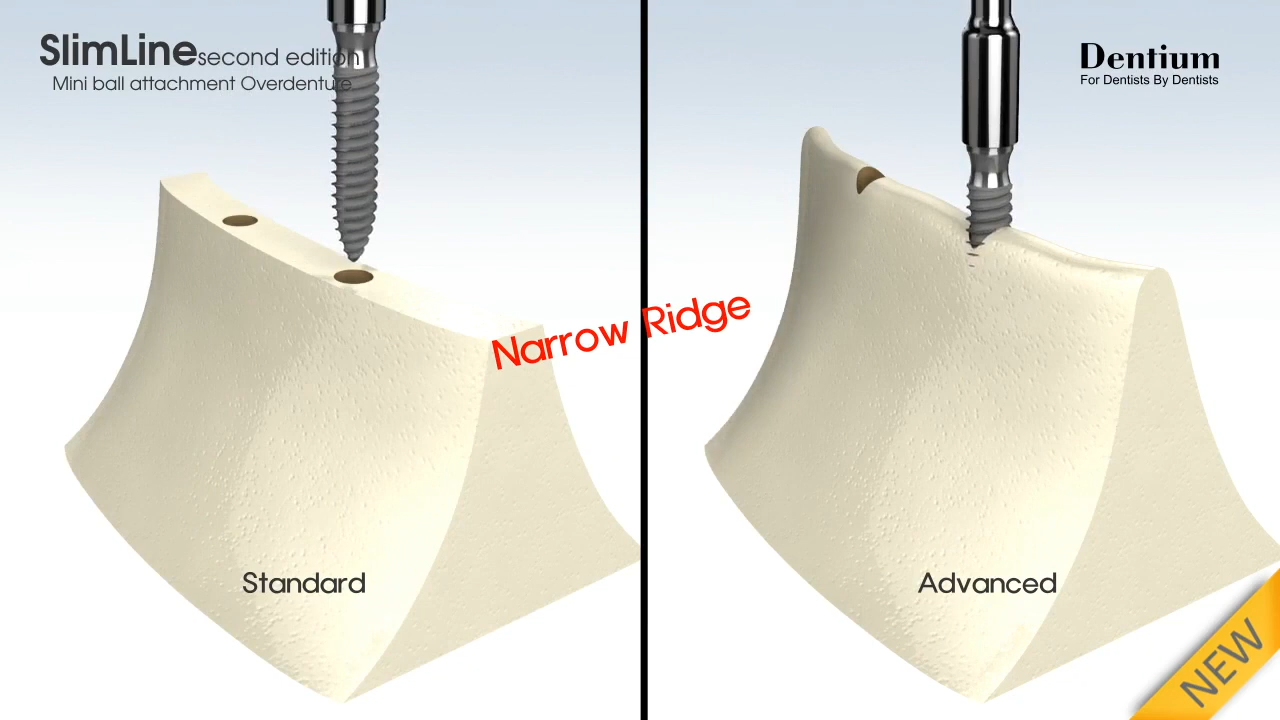 SlimLine second edition
Mini ball attachment Overdenture
Dentium
For Dentists By Dentists
Narrow Ridge
Standard
Advanced
NEW